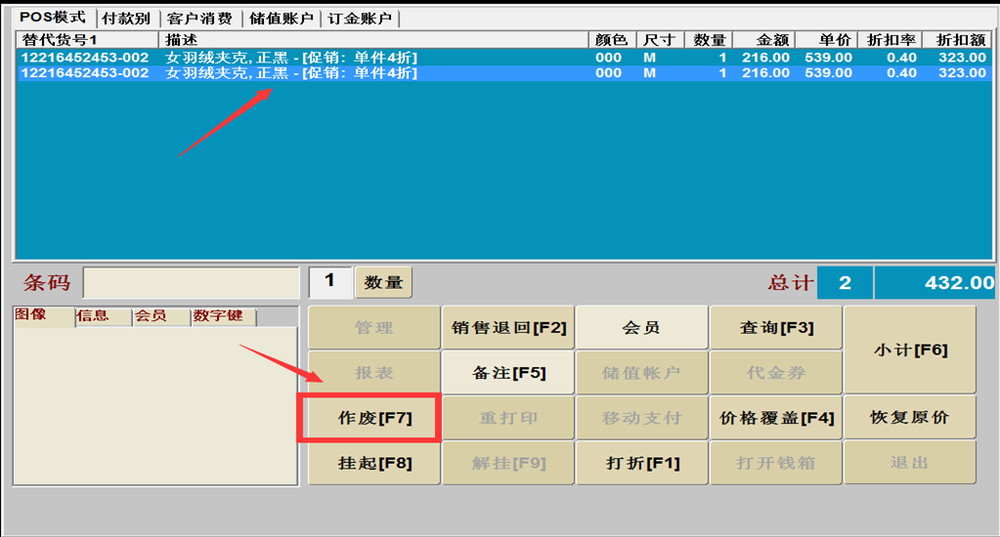 POS模式 付款别 客户消费 储值账户 订金账户
替代货号1 描述 颜色 尺寸 数量 金额 单价 折扣率 折扣额
12216452453-002 女羽绒夹克,正黑 - [促销: 单件4折] 000 M 1 216.00 539.00 0.40 323.00
12216452453-002 女羽绒夹克,正黑 - [促销: 单件4折] 000 M 1 216.00 539.00 0.40 323.00
条码 1 数量 总计 2 432.00
图像 信息 会员 数字键
管理 销售退回[F2] 会员 查询[F3] 小计[F6]
报表 备注[F5] 储值帐户 代金券
作废[F7] 重打印 移动支付 价格覆盖[F4] 恢复原价
挂起[F8] 解挂[F9] 打折[F1] 打开钱箱 退出